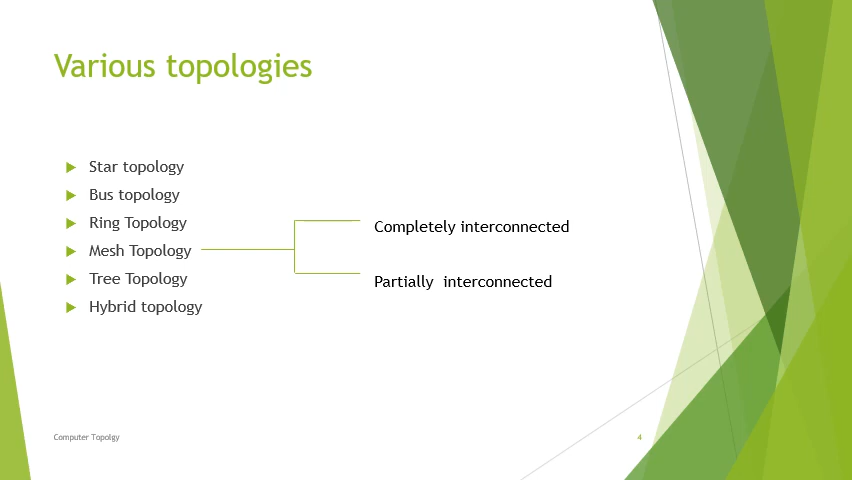 Various topologies
Star topology
Bus topology
Ring Topology
Mesh Topology
Tree Topology
Hybrid topology
Completely interconnected
Partially  interconnected
Computer Topolgy
4